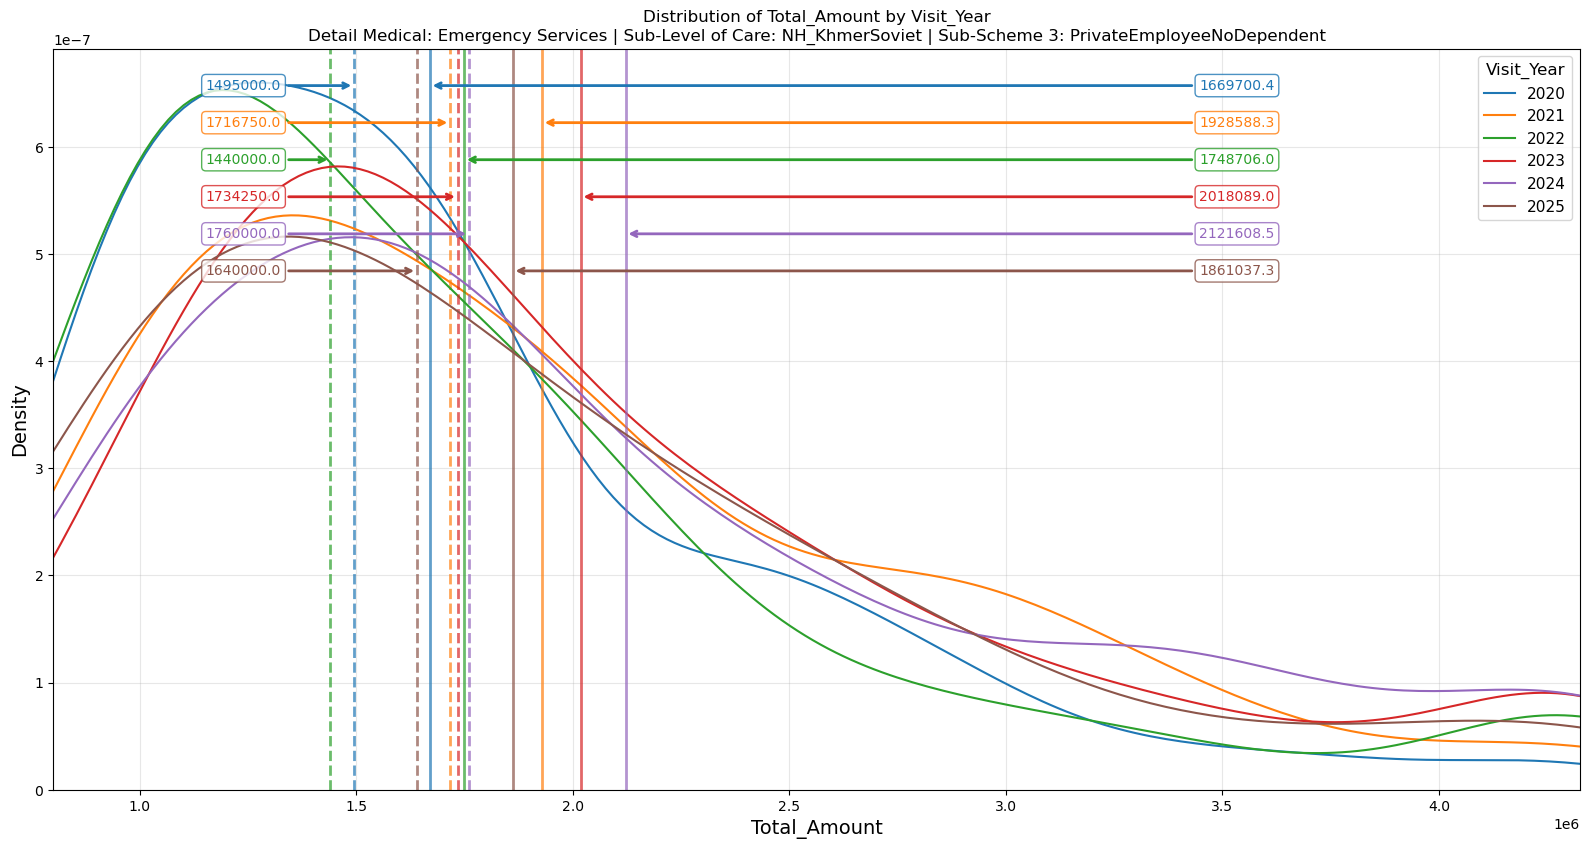 Distribution of Total_Amount by Visit_Year
Detail Medical: Emergency Services | Sub-Level of Care: NH_KhmerSoviet | Sub-Scheme 3: PrivateEmployeeNoDependent
1e−7
Visit_Year
2020
2021
2022
2023
2024
2025
1495000.0 1669700.4
1716750.0 1928588.3
1440000.0 1748706.0
1734250.0 2018089.0
1760000.0 2121608.5
1640000.0 1861037.3
6
5
4
3
2
1
0
Density
1.0 1.5 2.0 2.5 3.0 3.5 4.0
1e6
Total_Amount